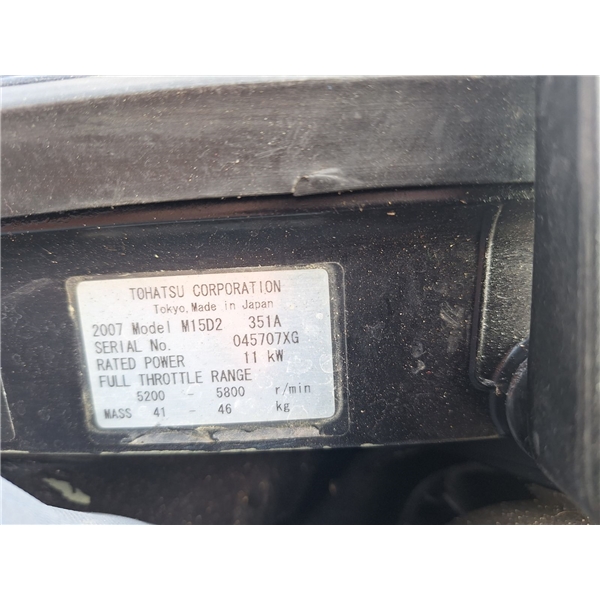 TOHATSU CORPORATION
Tokyo, Made in Japan
2007 Model M15D2 351A
SERIAL No. 045707XG
RATED POWER 11 kW
FULL THROTTLE RANGE
5200 - 5800 r/min
MASS 41 - 46 kg